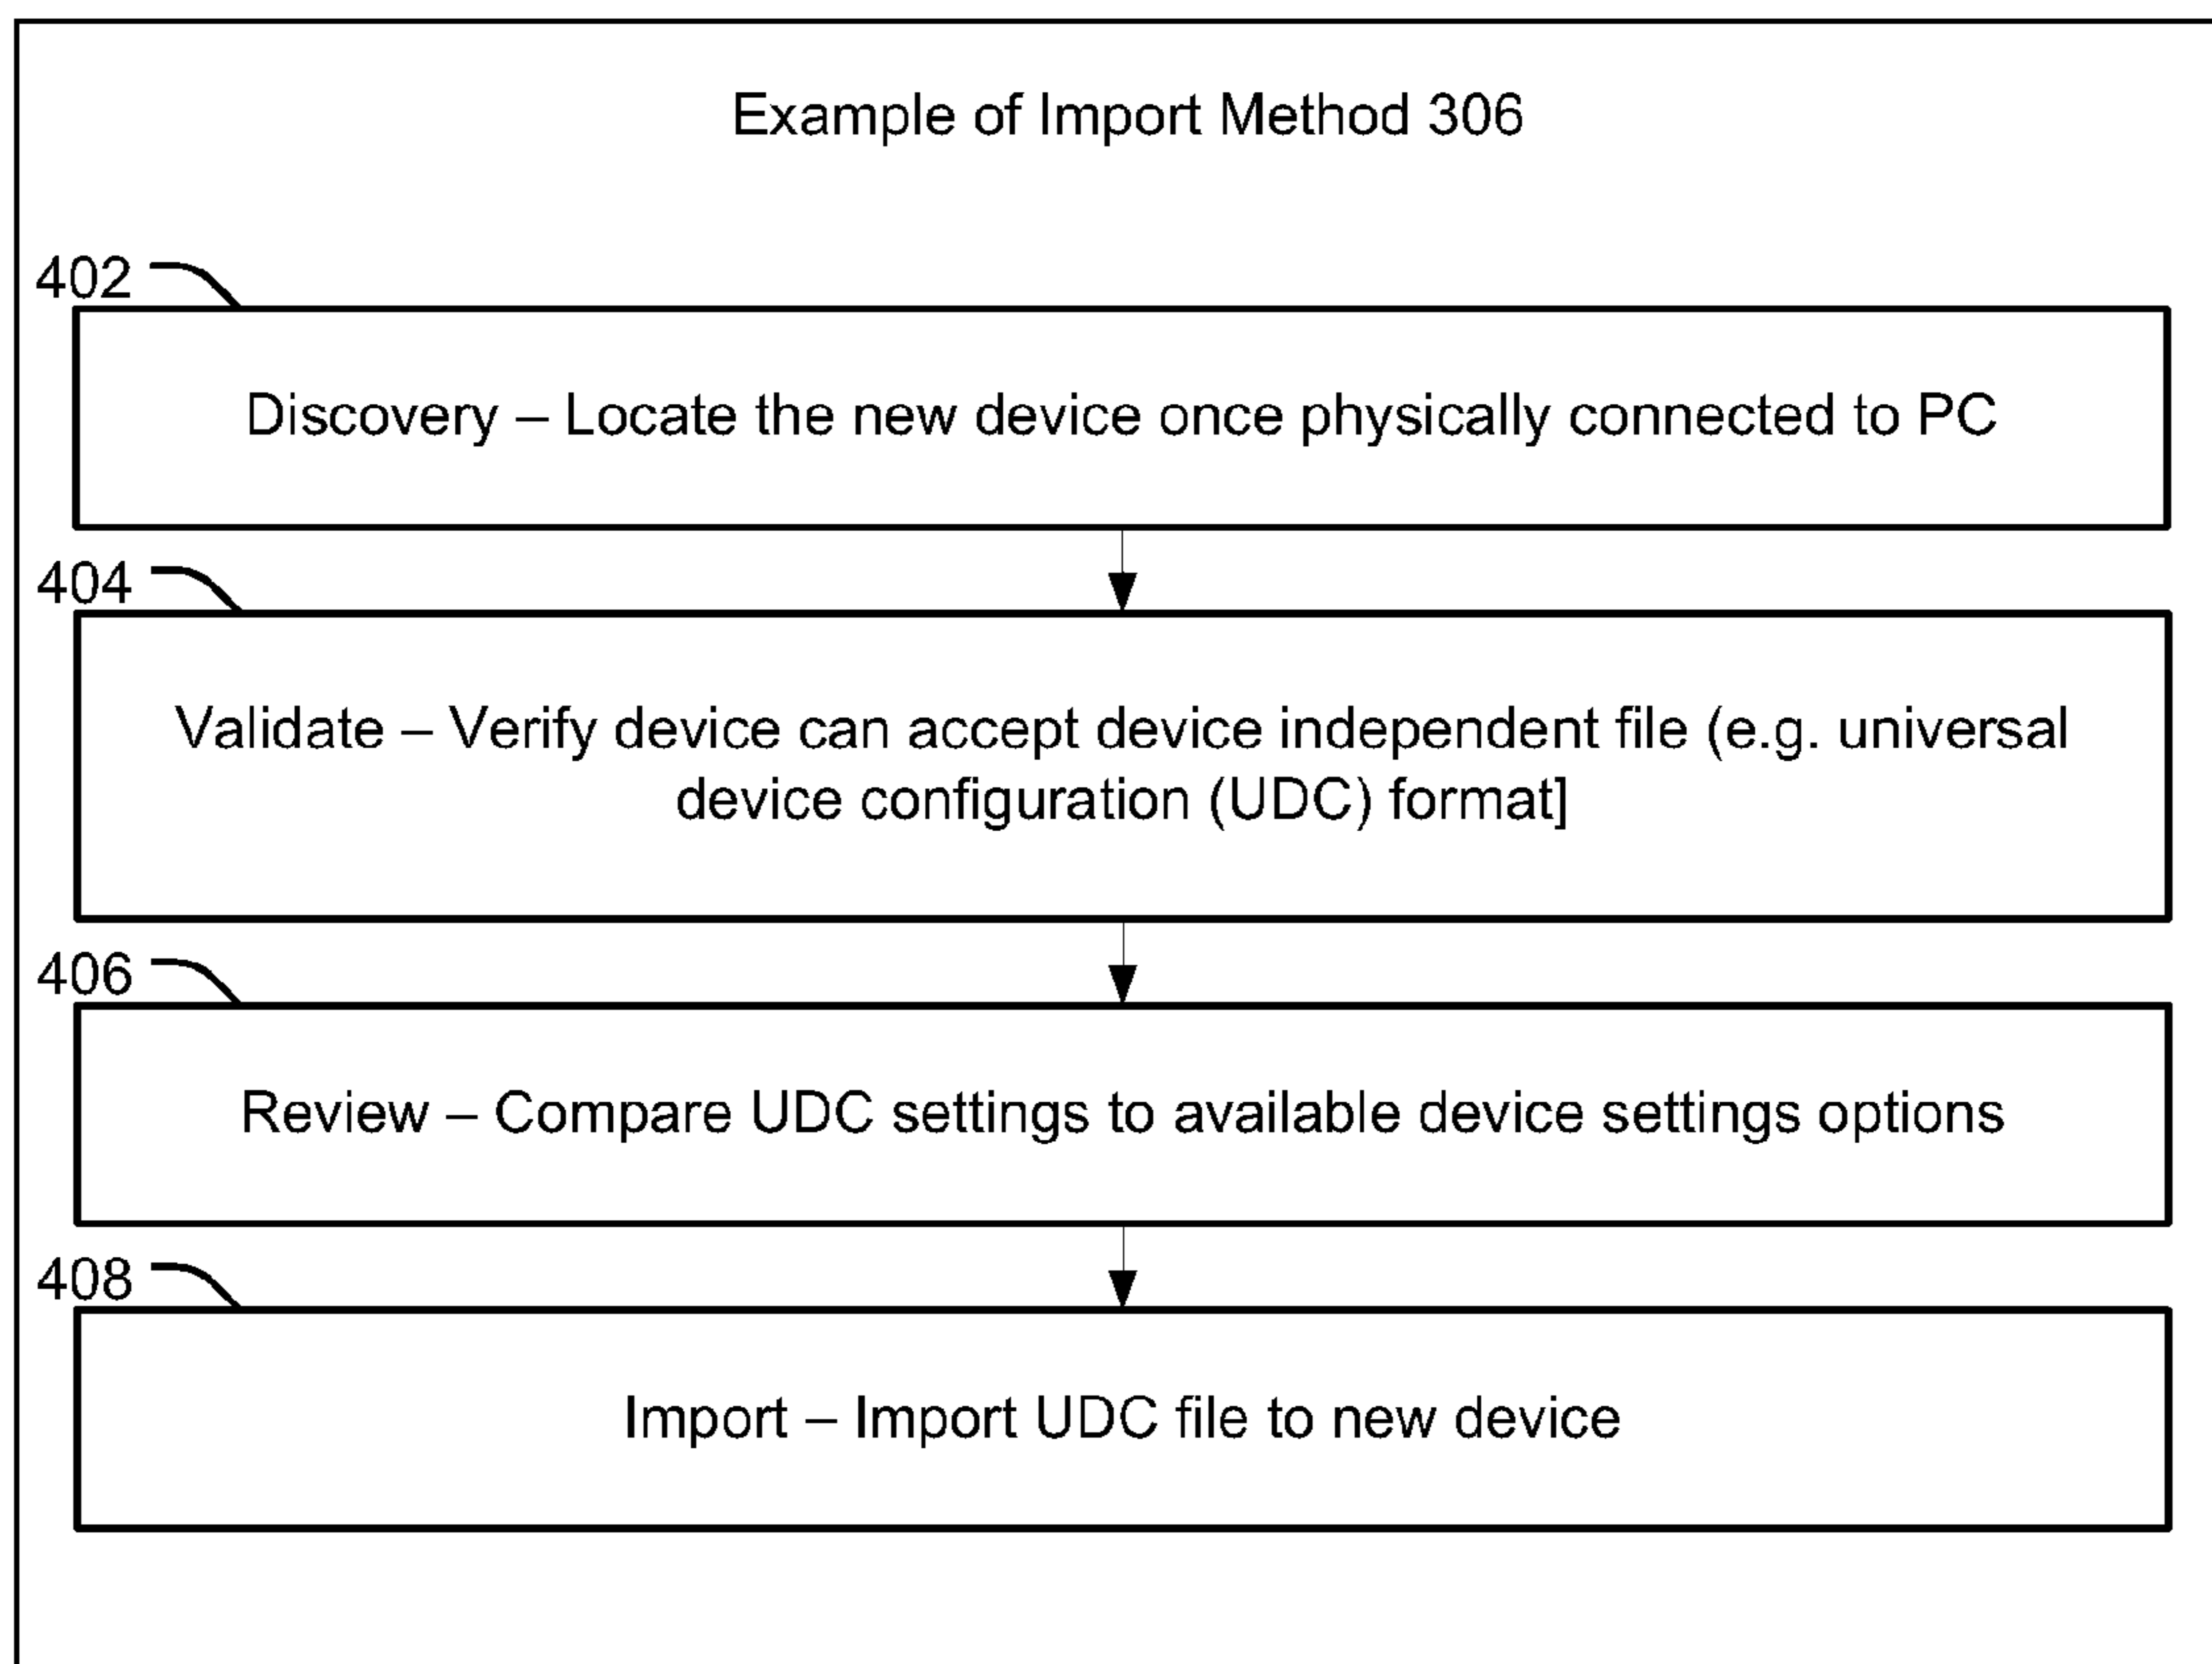 Example of Import Method 306
402
Discovery – Locate the new device once physically connected to PC
404
Validate – Verify device can accept device independent file (e.g. universal
device configuration (UDC) format]
406
Review – Compare UDC settings to available device settings options
408
Import – Import UDC file to new device